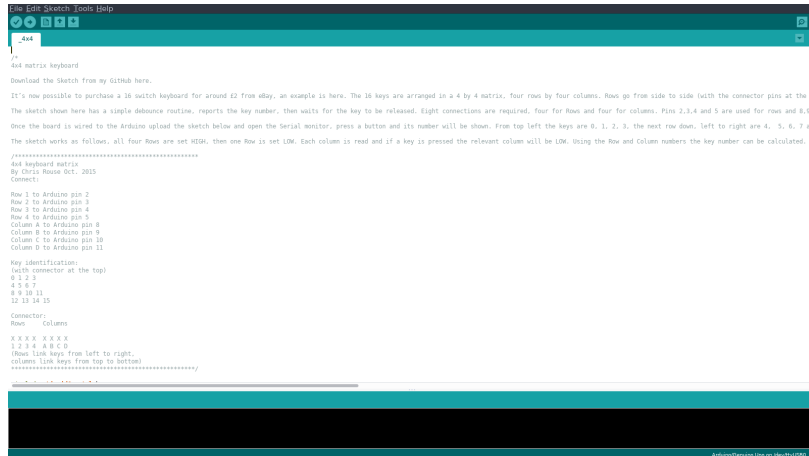 File Edit Sketch Tools Help
_4x4
/*
4x4 matrix keyboard
Download the Sketch from my GitHub here.
It's now possible to purchase a 16 switch keyboard for around £2 from eBay, an example is here. The 16 keys are arranged in a 4 by 4 matrix, four rows by four columns. Rows go from side to side (with the connector pins at the
The sketch shown here has a simple debounce routine, reports the key number, then waits for the key to be released. Eight connections are required, four for Rows and four for columns. Pins 2,3,4 and 5 are used for rows and 8,9
Once the board is wired to the Arduino upload the sketch below and open the Serial monitor, press a button and its number will be shown. From top left the keys are 0, 1, 2, 3, the next row down, left to right are 4, 5, 6, 7 a
The sketch works as follows, all four Rows are set HIGH, then one Row is set LOW. Each column is read and if a key is pressed the relevant column will be LOW. Using the Row and Column numbers the key number can be calculated.
/*****************************************************
4x4 keyboard matrix
By Chris Rouse Oct. 2015
Connect:
Row 1 to Arduino pin 2
Row 2 to Arduino pin 3
Row 3 to Arduino pin 4
Row 4 to Arduino pin 5
Column A to Arduino pin 8
Column B to Arduino pin 9
Column C to Arduino pin 10
Column D to Arduino pin 11
Key identification:
(with connector at the top)
0 1 2 3
4 5 6 7
8 9 10 11
12 13 14 15
Connector:
Rows Columns
X X X X X X X X
1 2 3 4 A B C D
(Rows link keys from left to right,
columns link keys from top to bottom)
*****************************************************/